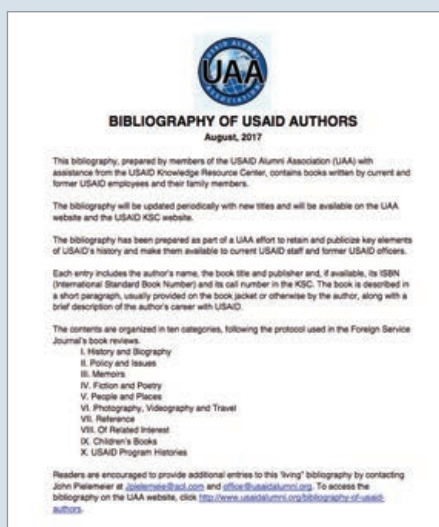 USAID ALUMNI
UAA
ASSOCIATION
BIBLIOGRAPHY OF USAID AUTHORS
August, 2017
This bibliography, prepared by members of the USAID Alumni Association (UAA) with
assistance from the USAID Knowledge Resource Center, contains books written by current and
former USAID employees and their family members.
The bibliography will be updated periodically with new titles and will be available on the UAA
website and the USAID KSC website.
The bibliography has been prepared as part of a UAA effort to retain and publicize key elements
of USAID's history and make them available to current USAID staff and former USAID officers.
Each entry includes the author's name, the book title and publisher and, if available, its ISBN
(International Standard Book Number) and its call number in the KSC. The book is described in
a short paragraph, usually provided on the book jacket or otherwise by the author, along with a
brief description of the author's career with USAID.
The contents are organized in ten categories, following the protocol used in the Foreign Service
Journal's book reviews.
I. History and Biography
II. Policy and Issues
III. Memoirs
IV. Fiction and Poetry
V. People and Places
VI. Photography, Videography and Travel
VII. Reference
VIII. Of Related Interest
IX. Children's Books
X. USAID Program Histories
Readers are encouraged to provide additional entries to this "living" bibliography by contacting
John Pielemeier at Jpielemeie@aol.com and office@usaidalumni.org. To access the
bibliography on the UAA website, click http://www.usaidalumni.org/bibliography-of-usaid-
authors.